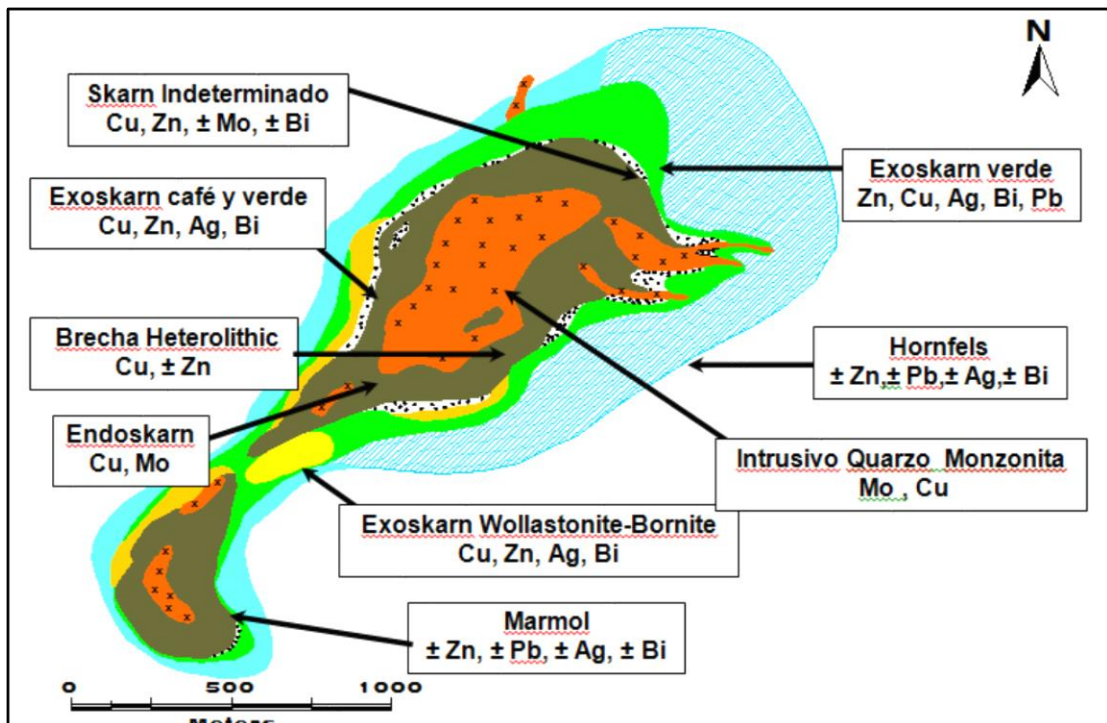 N
Skarn Indeterminado
Cu, Zn, ± Mo, ± Bi
Exoskarn verde
Zn, Cu, Ag, Bi, Pb
Exoskarn café y verde
Cu, Zn, Ag, Bi
Brecha Heterolithic
Cu, ± Zn
Hornfels
± Zn,± Pb,± Ag,± Bi
Endoskarn
Cu, Mo
Intrusivo Quarzo Monzonita
Mo , Cu
Exoskarn Wollastonite-Bornite
Cu, Zn, Ag, Bi
Marmol
± Zn, ± Pb, ± Ag, ± Bi
0 500 1000
Meters